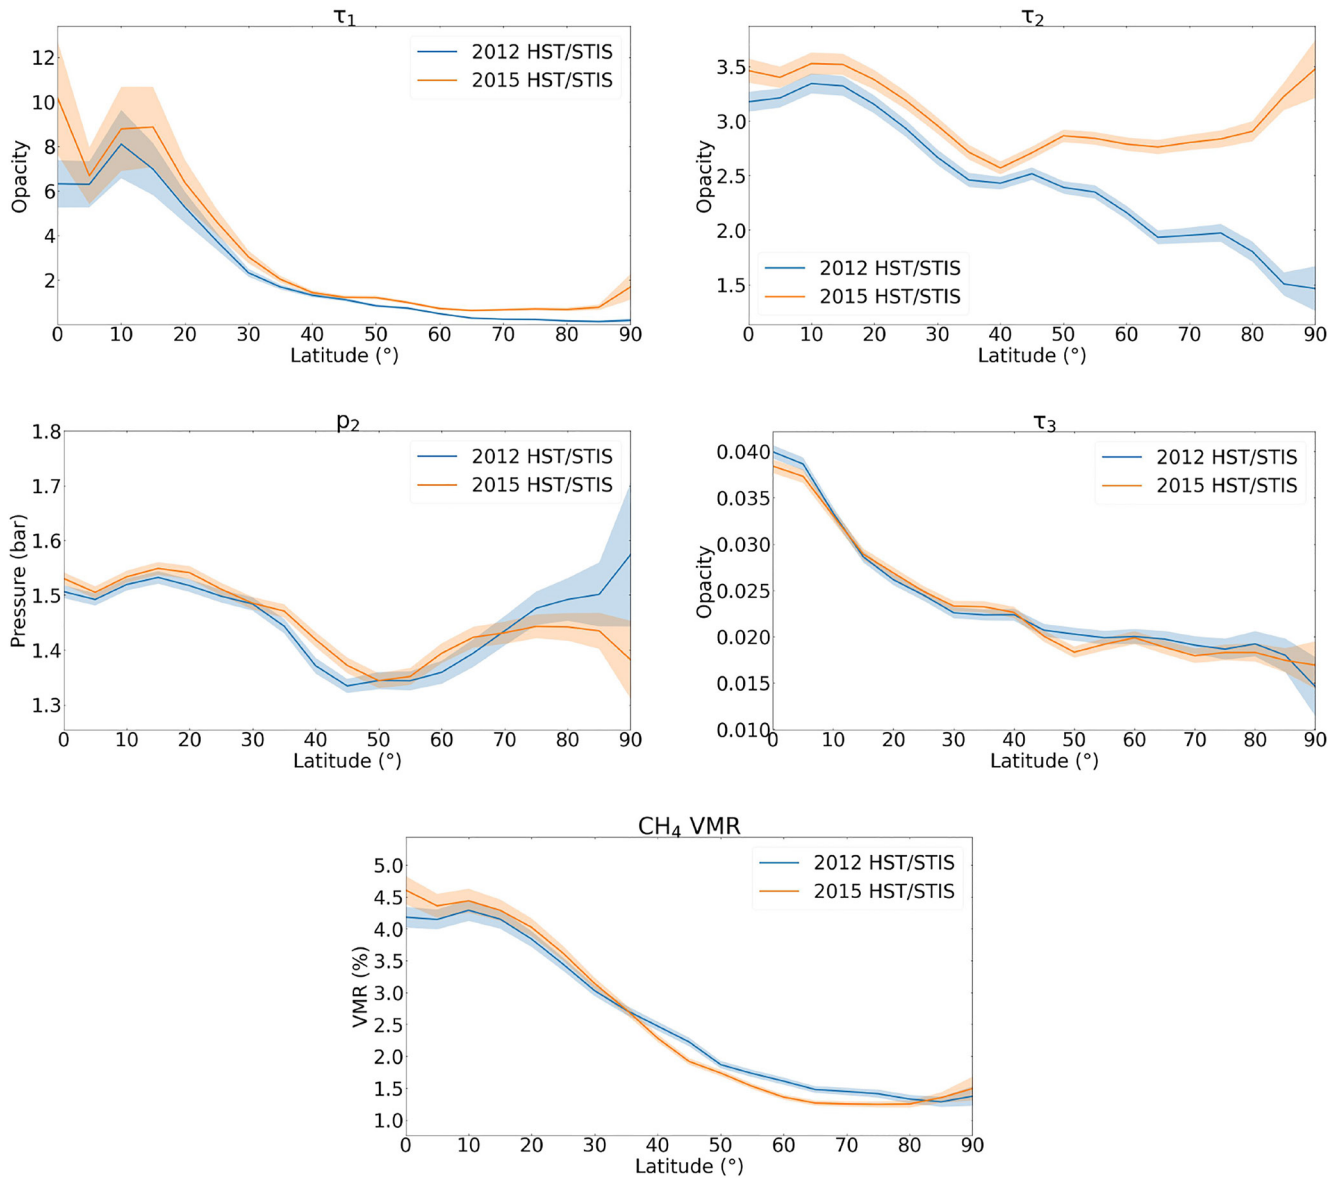 τ1
Opacity
12
10
8
6
4
2
0 10 20 30 40 50 60 70 80 90
Latitude (°)
2012 HST/STIS
2015 HST/STIS
τ2
Opacity
3.5
3.0
2.5
2.0
1.5
0 10 20 30 40 50 60 70 80 90
Latitude (°)
2012 HST/STIS
2015 HST/STIS
p2
Pressure (bar)
1.8
1.7
1.6
1.5
1.4
1.3
0 10 20 30 40 50 60 70 80 90
Latitude (°)
2012 HST/STIS
2015 HST/STIS
τ3
Opacity
0.040
0.035
0.030
0.025
0.020
0.015
0.010
0 10 20 30 40 50 60 70 80 90
Latitude (°)
2012 HST/STIS
2015 HST/STIS
CH4 VMR
VMR (%)
5.0
4.5
4.0
3.5
3.0
2.5
2.0
1.5
1.0
0 10 20 30 40 50 60 70 80 90
Latitude (°)
2012 HST/STIS
2015 HST/STIS